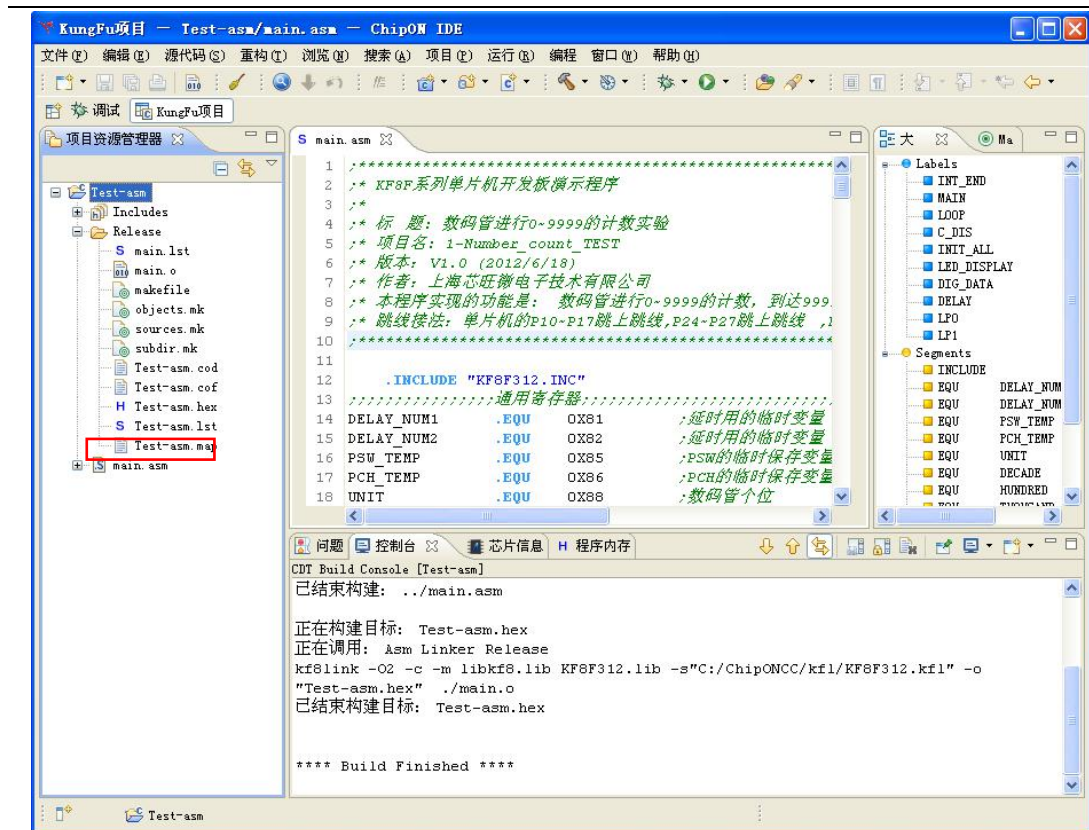 KungFu项目 — Test-asm/main.asm — ChipON IDE
文件(F) 编辑(E) 源代码(S) 重构(T) 浏览(N) 搜索(A) 项目(P) 运行(R) 编程 窗口(W) 帮助(H)
调试 KungFu项目
项目资源管理器
Test-asm
Includes
Release
main.lst
main.o
makefile
objects.mk
sources.mk
subdir.mk
Test-asm.cod
Test-asm.cof
Test-asm.hex
Test-asm.lst
Test-asm.map
main.asm
main.asm
1 ;*****************************************************
2 ;* KF8F系列单片机开发板演示程序
3 ;*
4 ;* 标 题: 数码管进行0~9999的计数实验
5 ;* 项目名: 1-Number_count_TEST
6 ;* 版本: V1.0 (2012/6/18)
7 ;* 作者: 上海芯旺微电子技术有限公司
8 ;* 本程序实现的功能是: 数码管进行0~9999的计数, 到达999
9 ;* 跳线接法: 单片机的P10~P17跳上跳线,P24~P27跳上跳线 ,
10 ;*****************************************************
11
12 .INCLUDE "KF8F312.INC"
13 ;;;;;;;;;;;;;;;;通用寄存器;;;;;;;;;;;;;;;;;;;;;;;;;;;
14 DELAY_NUM1 .EQU 0X81 ;延时用的临时变量
15 DELAY_NUM2 .EQU 0X82 ;延时用的临时变量
16 PSW_TEMP .EQU 0X85 ;PSW的临时保存变量
17 PCH_TEMP .EQU 0X86 ;PCH的临时保存变量
18 UNIT .EQU 0X88 ;数码管个位
大 Ma
Labels
INT_END
MAIN
LOOP
C_DIS
INIT_ALL
LED_DISPLAY
DIG_DATA
DELAY
LP0
LP1
Segments
INCLUDE
EQU DELAY_NUM
EQU DELAY_NUM
EQU PSW_TEMP
EQU PCH_TEMP
EQU UNIT
EQU DECADE
EQU HUNDRED
问题 控制台 芯片信息 H 程序内存
CDT Build Console [Test-asm]
已结束构建: ../main.asm
正在构建目标: Test-asm.hex
正在调用: Asm Linker Release
kf8link -O2 -c -m libkf8.lib KF8F312.lib -s"C:/ChipONCC/kfl/KF8F312.kfl" -o
"Test-asm.hex" ./main.o
已结束构建目标: Test-asm.hex
**** Build Finished ****
Test-asm